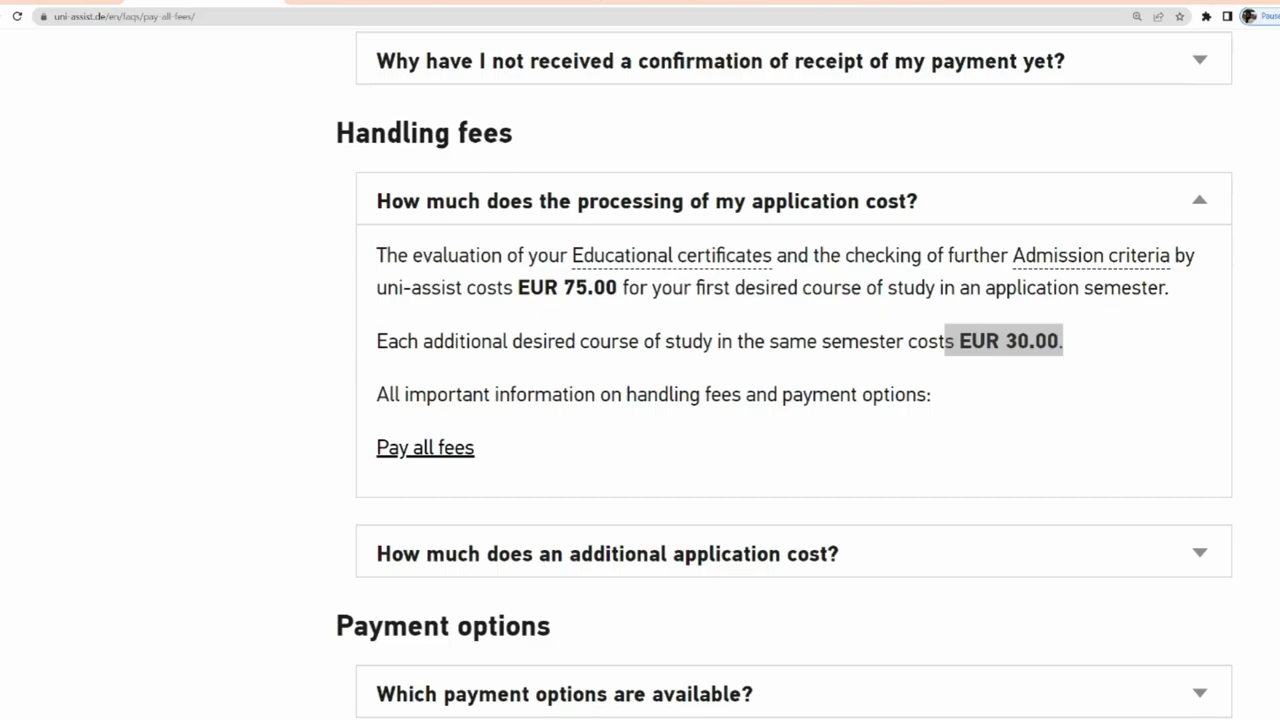 uni-assist.de/en/faqs/pay-all-fees/
Why have I not received a confirmation of receipt of my payment yet?
Handling fees
How much does the processing of my application cost?
The evaluation of your Educational certificates and the checking of further Admission criteria by
uni-assist costs EUR 75.00 for your first desired course of study in an application semester.
Each additional desired course of study in the same semester costs EUR 30.00.
All important information on handling fees and payment options:
Pay all fees
How much does an additional application cost?
Payment options
Which payment options are available?